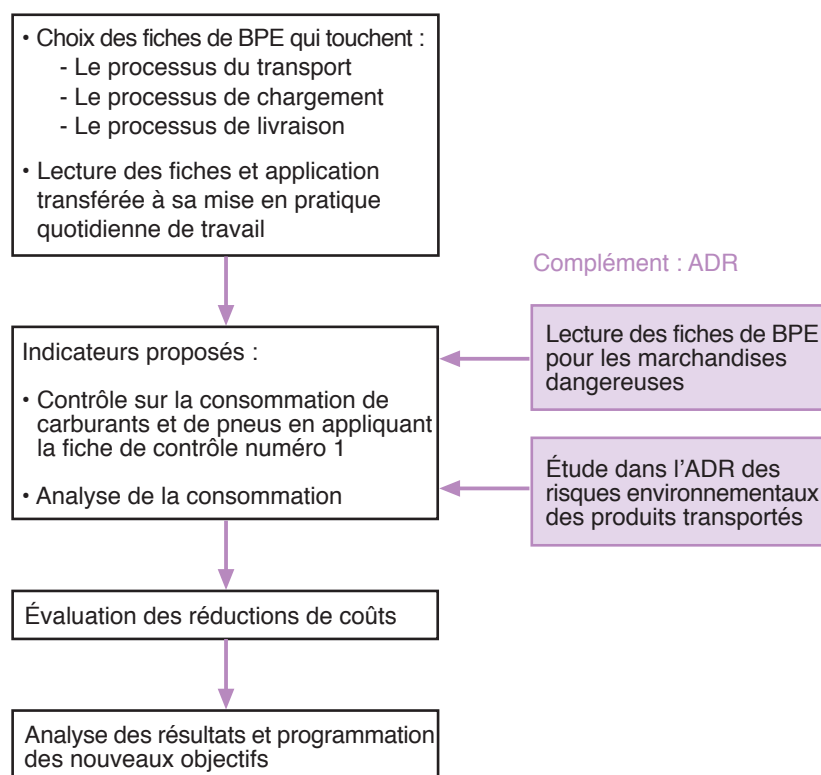 • Choix des fiches de BPE qui touchent :
- Le processus du transport
- Le processus de chargement
- Le processus de livraison
• Lecture des fiches et application
transférée à sa mise en pratique
quotidienne de travail
Complément : ADR
Lecture des fiches de BPE
pour les marchandises
dangereuses
Indicateurs proposés :
• Contrôle sur la consommation de
carburants et de pneus en appliquant
la fiche de contrôle numéro 1
• Analyse de la consommation
Étude dans l’ADR des
risques environnementaux
des produits transportés
Évaluation des réductions de coûts
Analyse des résultats et programmation
des nouveaux objectifs